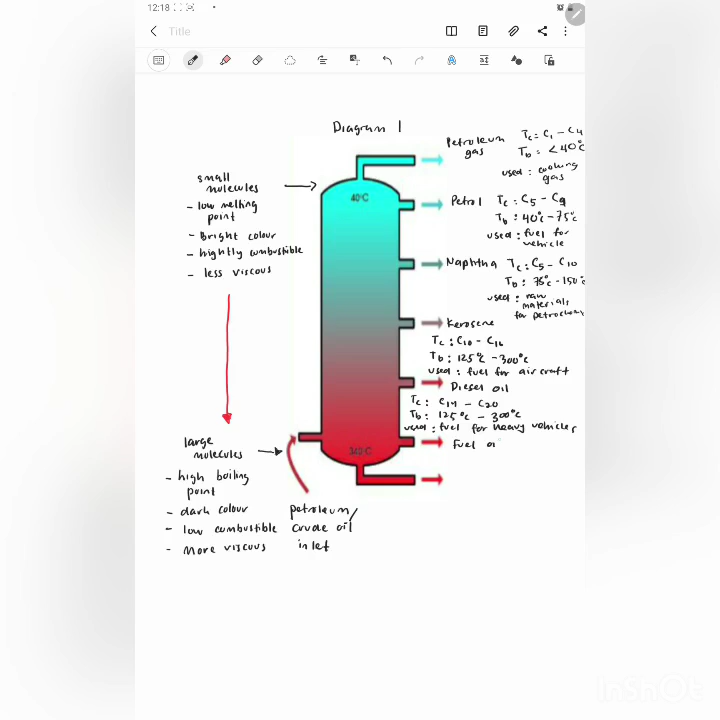 12:18
Title
Diagram 1
Petroleum
gas
Tc = C1 - C4
Tb = <40°C
used : cooking
gas
small
molecules
- low melting
point
- Bright colour
- hightly combustible
- less viscous
40°C
Petrol
Tc : C5 - C9
Tb : 40°C - 75°C
used : fuel for
vehicle
Naphtha
Tc : C5 - C10
Tb : 75°C - 150°C
used : raw
materials
for petrochem
Kerosene
Tc : C10 - C16
Tb : 125°C - 300°C
used : fuel for air craft
Diesel oil
Tc : C14 - C20
Tb : 125°C - 300°C
used : fuel for heavy vehicles
Fuel oi
large
molecules
- high boiling
point
- dark colour
- low combustible
- More viscous
petroleum/
crude oil
inlet
InShOt